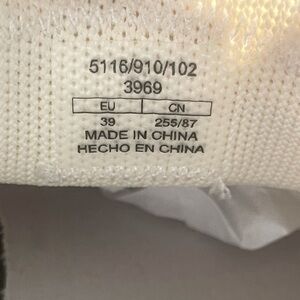 5116/910/102
3969
EU CN
39 255/87
MADE IN CHINA
HECHO EN CHINA